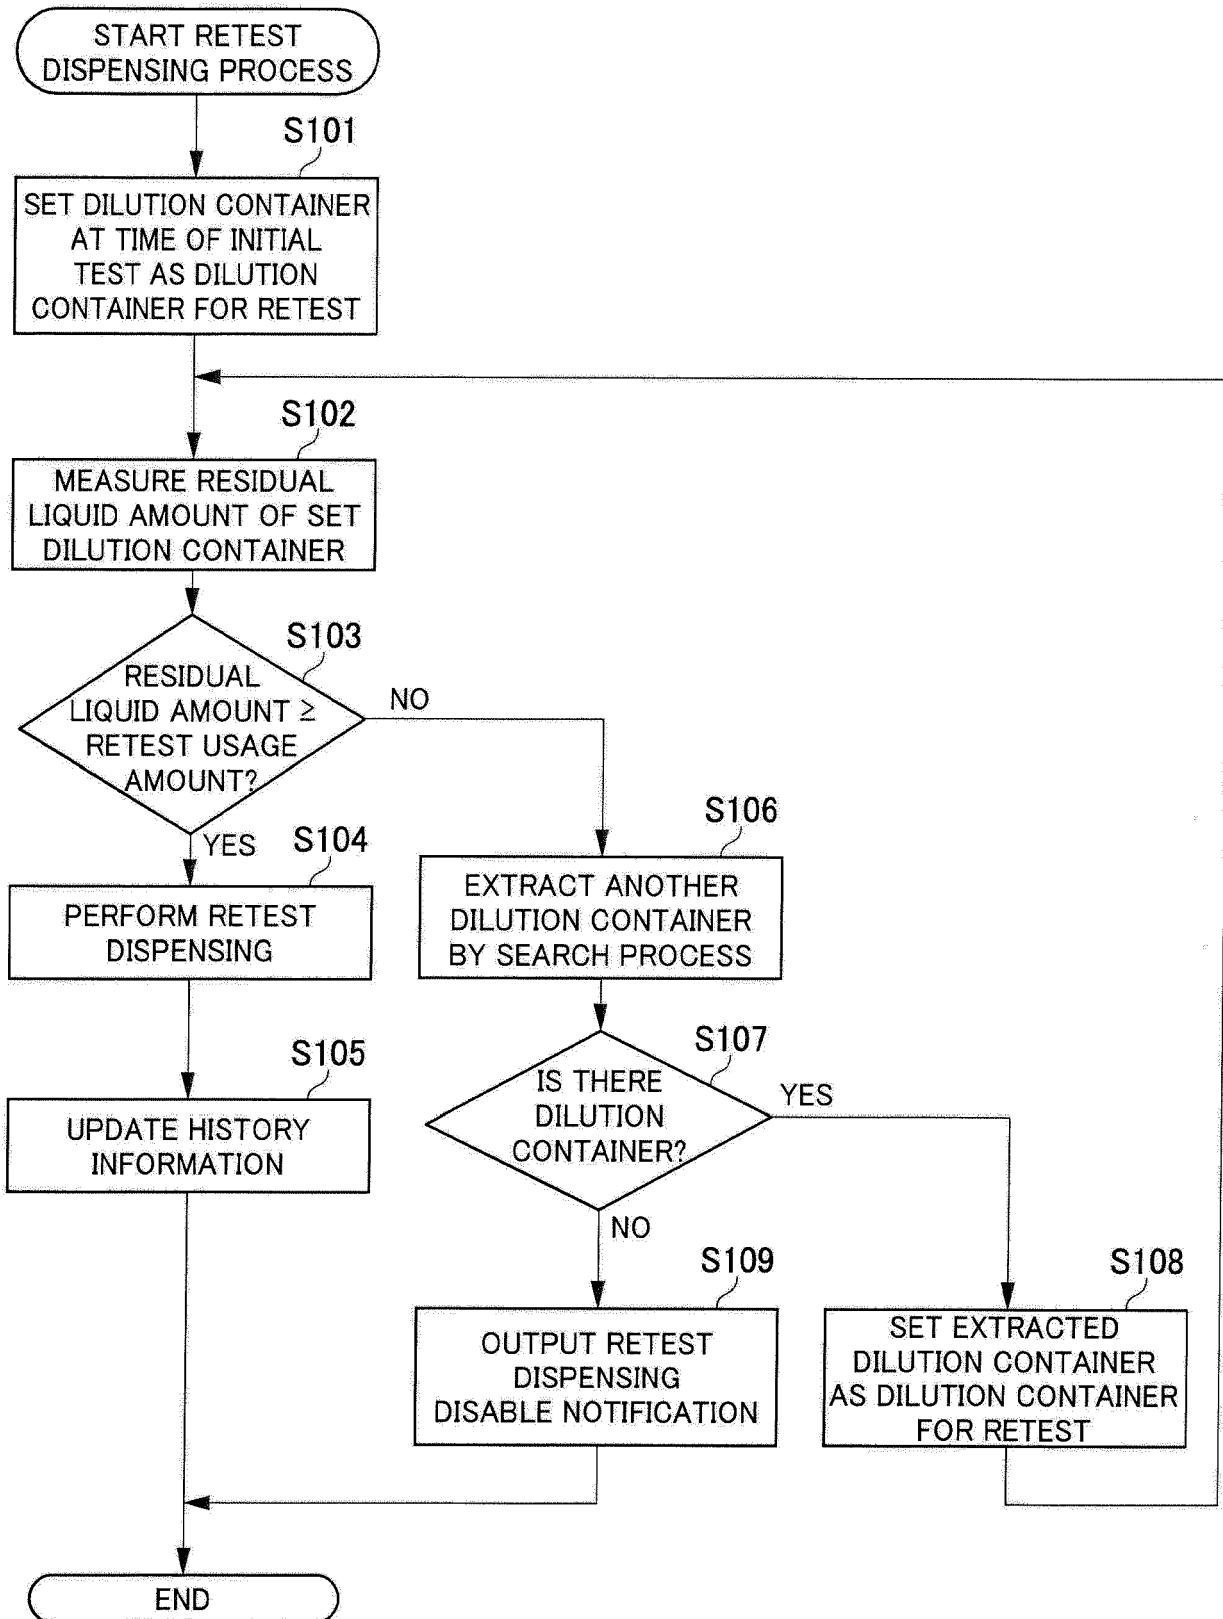 START RETEST
DISPENSING PROCESS
S101
SET DILUTION CONTAINER
AT TIME OF INITIAL
TEST AS DILUTION
CONTAINER FOR RETEST
S102
MEASURE RESIDUAL
LIQUID AMOUNT OF SET
DILUTION CONTAINER
S103
RESIDUAL
LIQUID AMOUNT ≥
RETEST USAGE
AMOUNT?
NO
YES
S104
PERFORM RETEST
DISPENSING
S105
UPDATE HISTORY
INFORMATION
S106
EXTRACT ANOTHER
DILUTION CONTAINER
BY SEARCH PROCESS
S107
IS THERE
DILUTION
CONTAINER?
YES
NO
S109
OUTPUT RETEST
DISPENSING
DISABLE NOTIFICATION
S108
SET EXTRACTED
DILUTION CONTAINER
AS DILUTION CONTAINER
FOR RETEST
END